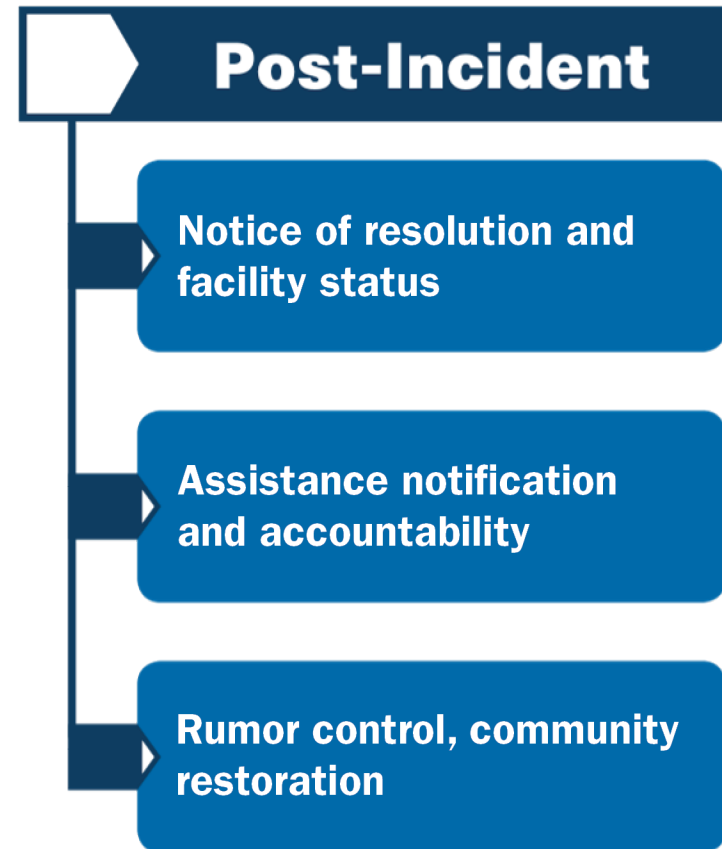 Post-Incident
Notice of resolution and
facility status
Assistance notification
and accountability
Rumor control, community
restoration